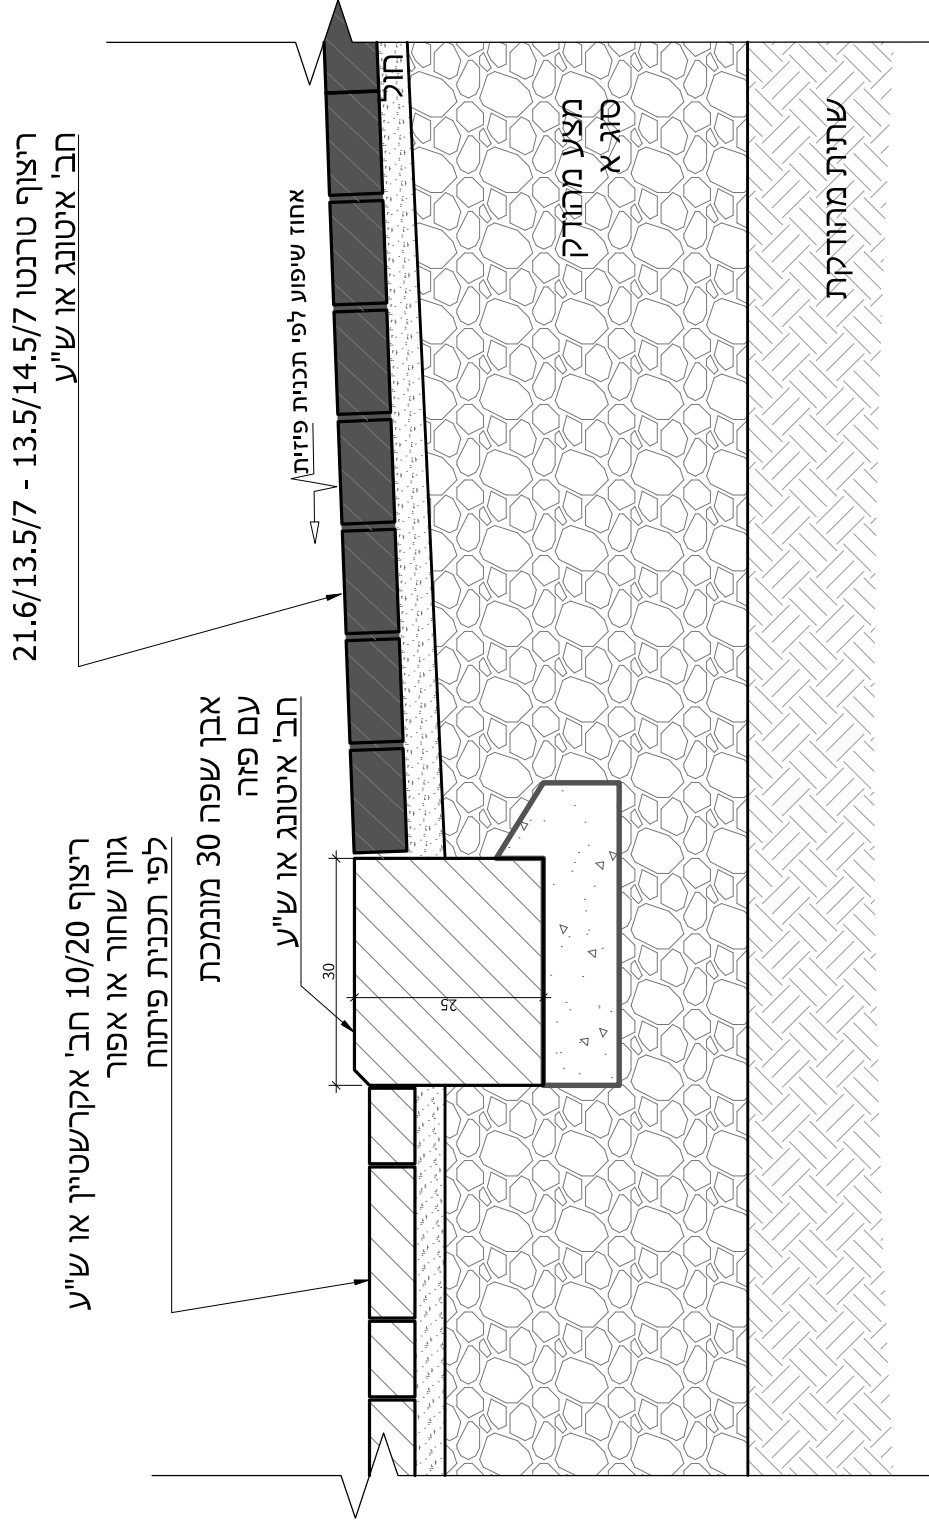 ריצוף טרנטו 13.5/14.5/7 - 21.6/13.5/7
חב' איטונג או ש"ע
אחוז שיפוע לפי תכנית פיזית
אבן שפה 30 מונמכת
עם פזה
חב' איטונג או ש"ע
ריצוף 10/20 חב' אקרשטיין או ש"ע
גוון שחור או אפור
לפי תכנית פיתוח
30
25
חול
מצע מהודק
סוג א
שתית מהודקת